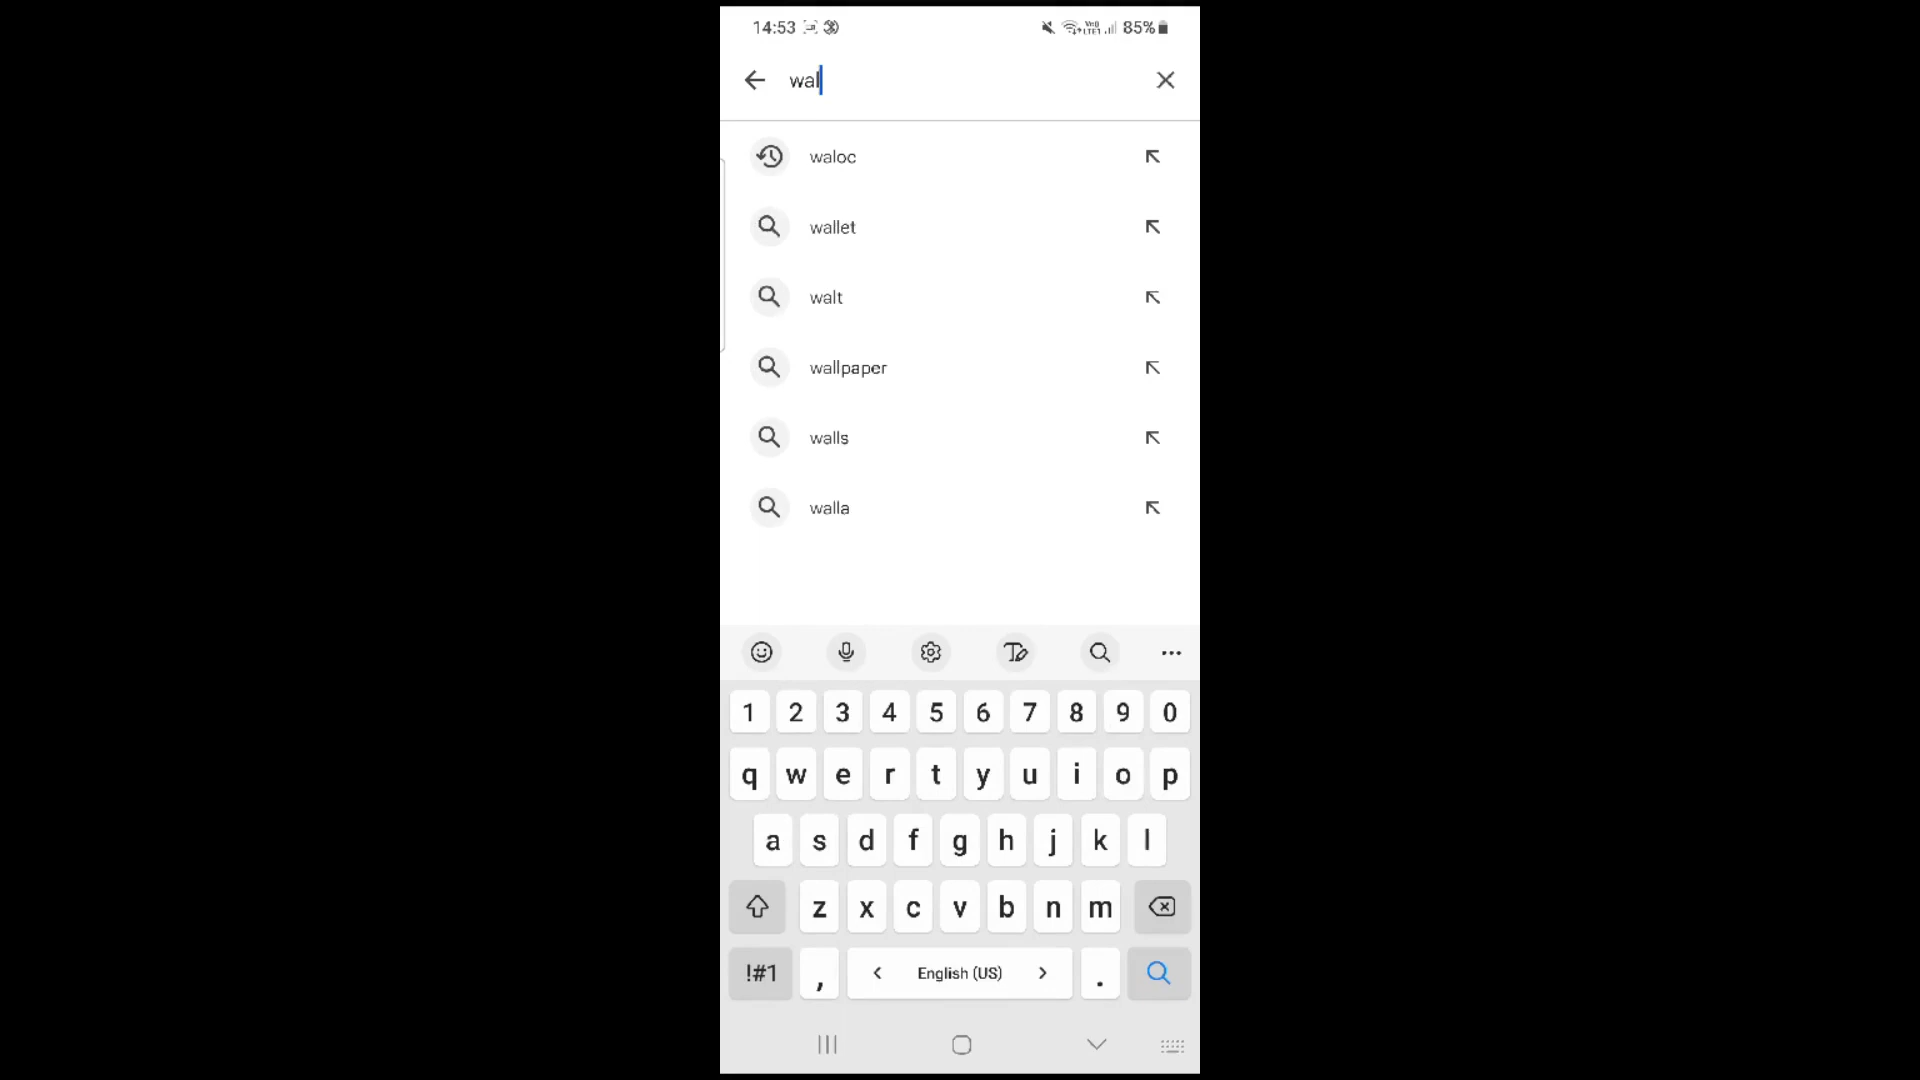 14:53 85%
wal
waloc
wallet
walt
wallpaper
walls
walla
1 2 3 4 5 6 7 8 9 0
q w e r t y u i o p
a s d f g h j k l
z x c v b n m
!#1 , < English (US) > .